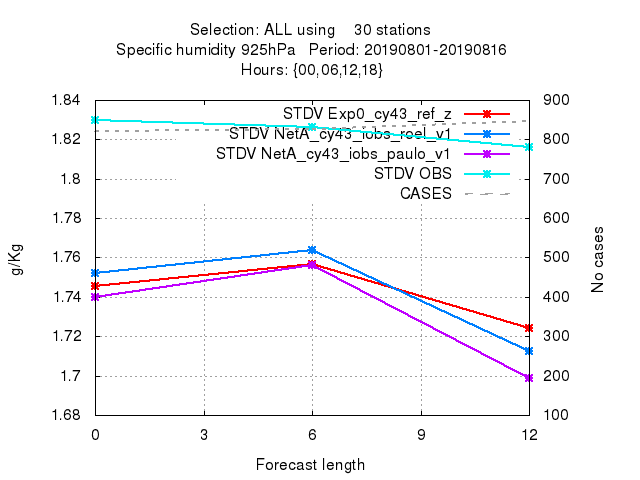 Selection: ALL using    30 stations
Specific humidity 925hPa   Period: 20190801-20190816
Hours: {00,06,12,18}
1.84
1.82
1.8
1.78
1.76
1.74
1.72
1.7
1.68
g/Kg
STDV Exp0_cy43_ref_z
STDV NetA_cy43_iobs_roel_v1
STDV NetA_cy43_iobs_paulo_v1
STDV OBS
CASES
900
800
700
600
500
400
300
200
100
No cases
0 3 6 9 12
Forecast length